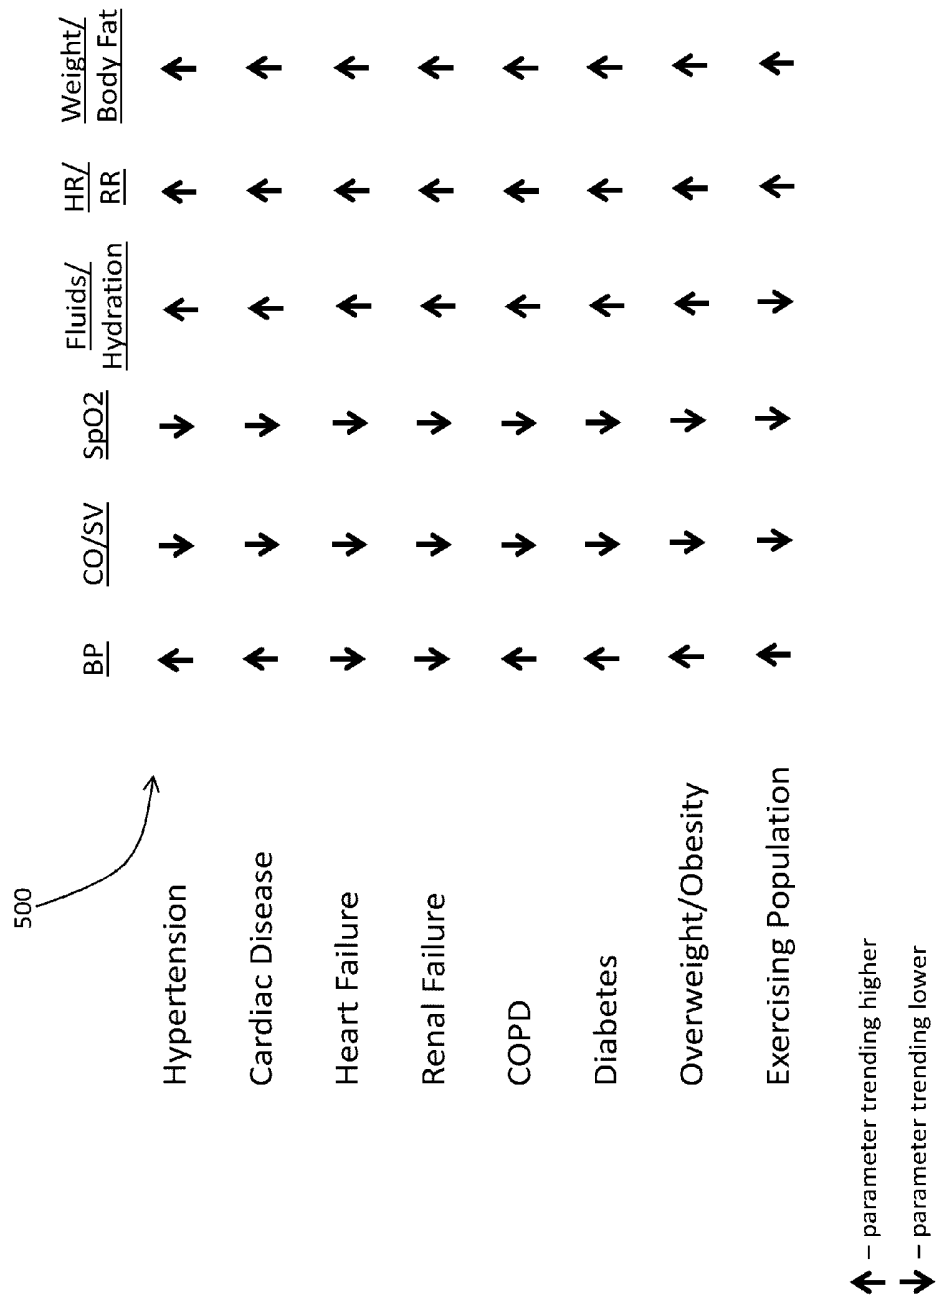 500
BP
CO/SV
SpO2
Fluids/
Hydration
HR/
RR
Weight/
Body Fat
Hypertension
Cardiac Disease
Heart Failure
Renal Failure
COPD
Diabetes
Overweight/Obesity
Exercising Population
– parameter trending higher
– parameter trending lower